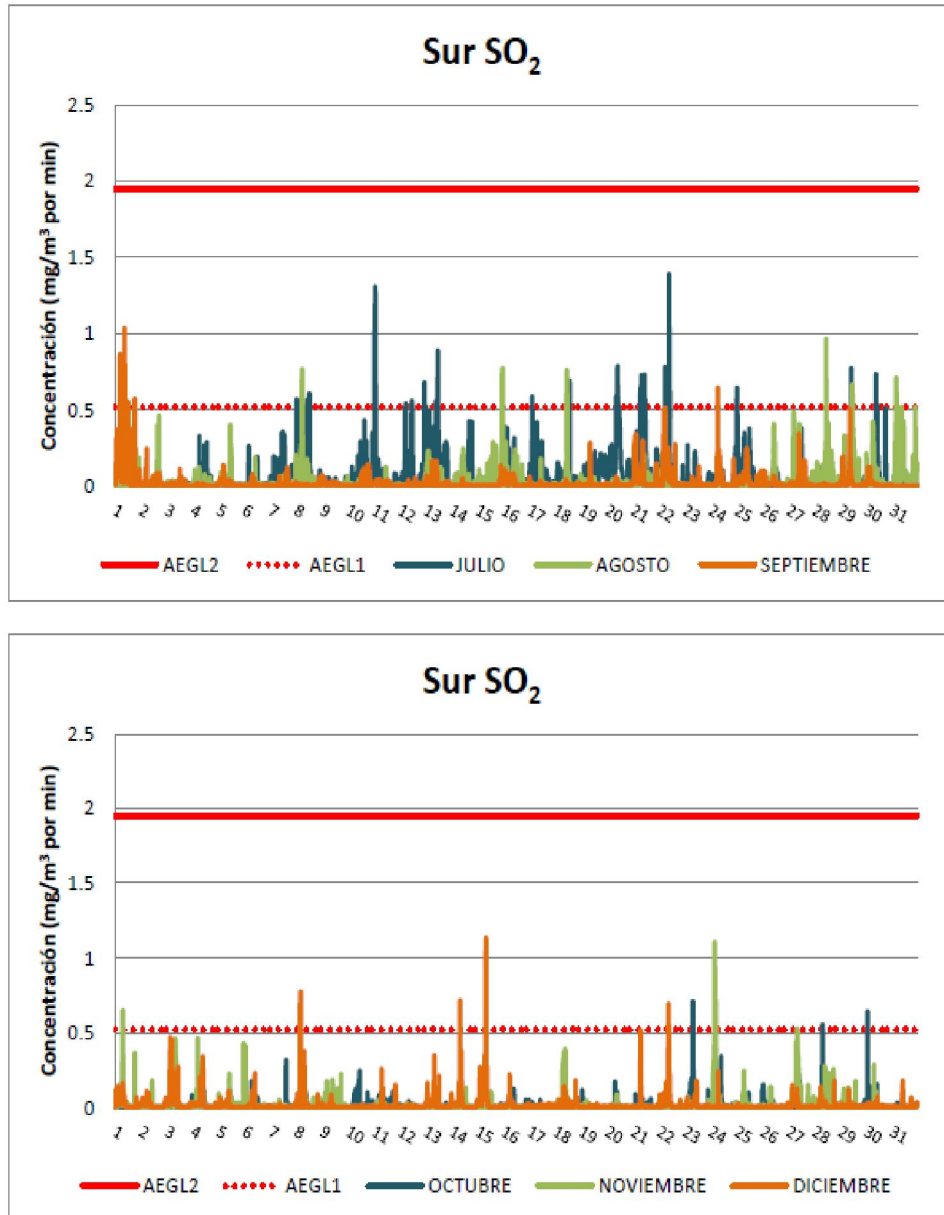 Sur SO₂
Concentración (mg/m³ por min)
2.5
2
1.5
1
0.5
0
1 2 3 4 5 6 7 8 9 10 11 12 13 14 15 16 17 18 19 20 21 22 23 24 25 26 27 28 29 30 31
AEGL2 AEGL1 JULIO AGOSTO SEPTIEMBRE
Sur SO₂
Concentración (mg/m³ por min)
2.5
2
1.5
1
0.5
0
1 2 3 4 5 6 7 8 9 10 11 12 13 14 15 16 17 18 19 20 21 22 23 24 25 26 27 28 29 30 31
AEGL2 AEGL1 OCTUBRE NOVIEMBRE DICIEMBRE